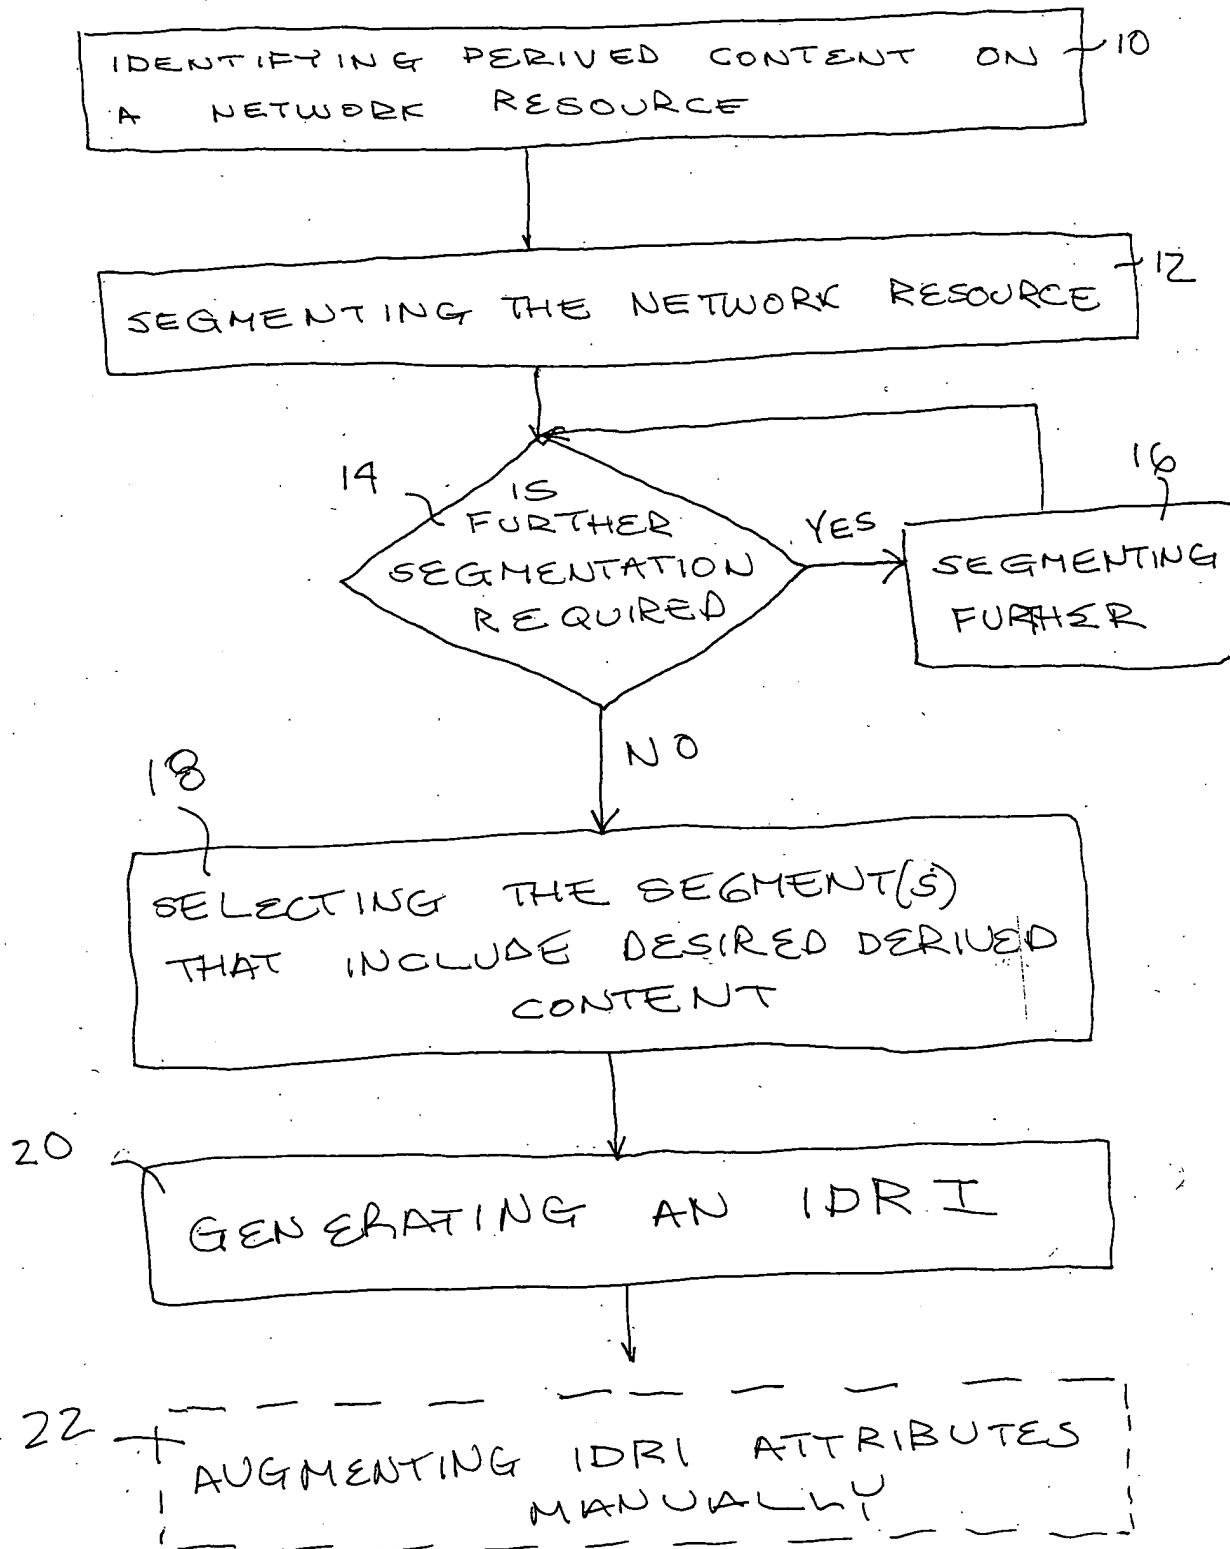 IDENTIFYING DERIVED CONTENT ON
A NETWORK RESOURCE
10
SEGMENTING THE NETWORK RESOURCE
12
14
IS
FURTHER
SEGMENTATION
REQUIRED
YES
16
SEGMENTING
FURTHER
NO
18
SELECTING THE SEGMENT(S)
THAT INCLUDE DESIRED DERIVED
CONTENT
20
GENERATING AN IDRI
22
AUGMENTING IDRI ATTRIBUTES
MANUALLY